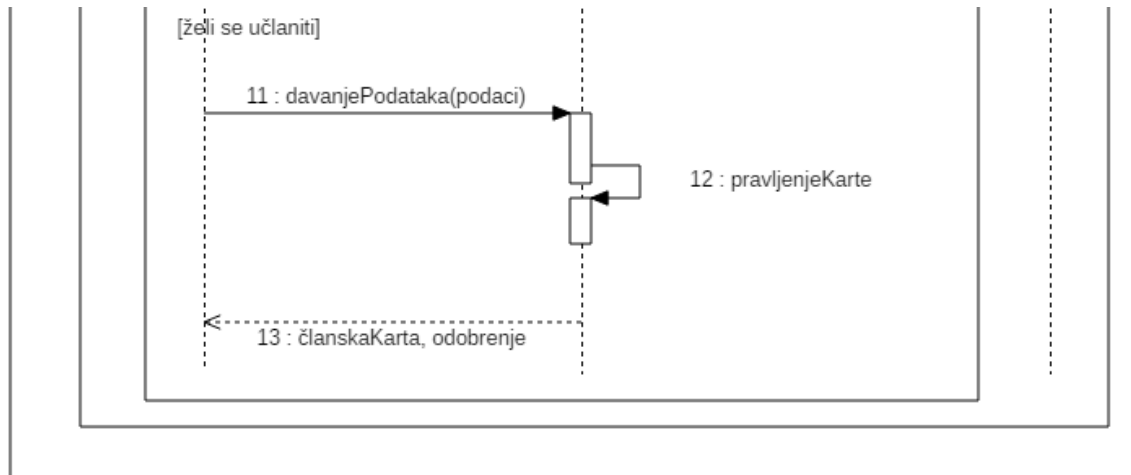 [želi se učlaniti]
11 : davanjePodataka(podaci)
12 : pravljenjeKarte
13 : članskaKarta, odobrenje